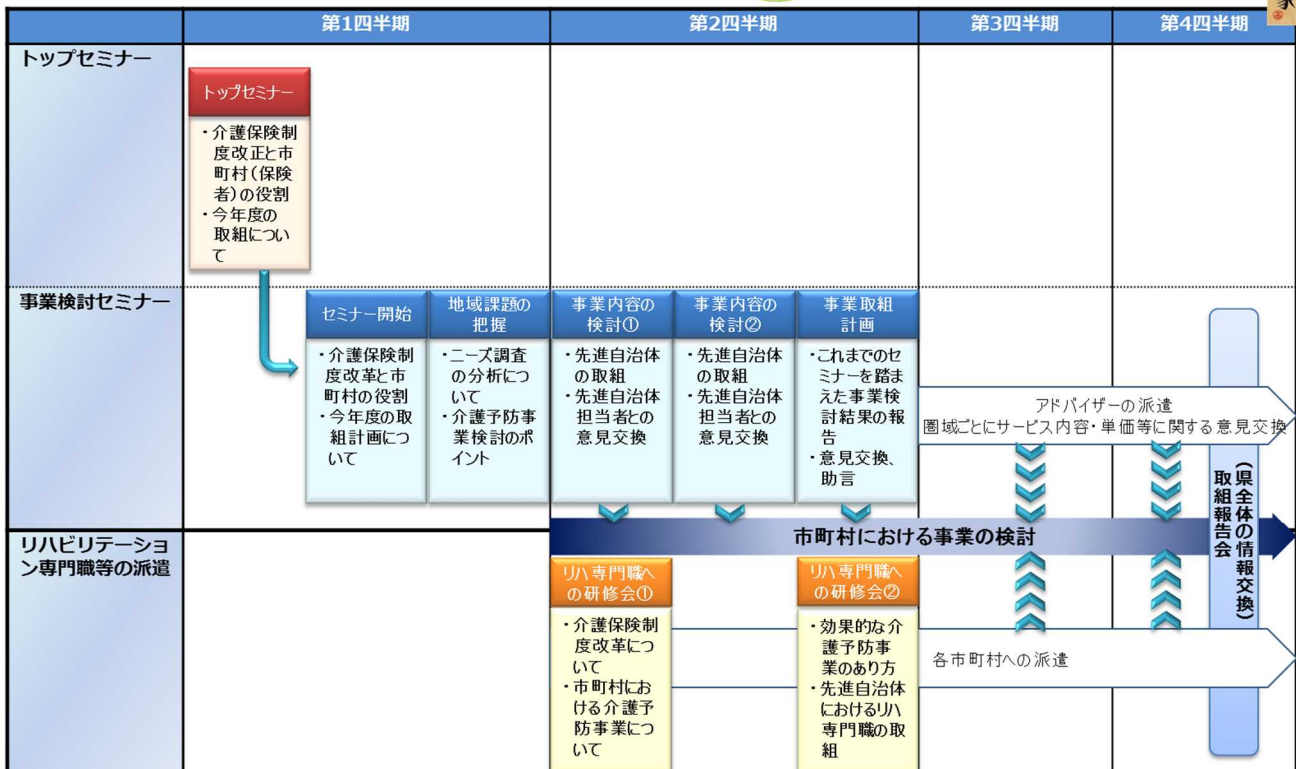 第1四半期
第2四半期
第3四半期
第4四半期
トップセミナー
トップセミナー
・介護保険制
度改正と市
町村(保険
者)の役割
・今年度の
取組につい
て
事業検討セミナー
セミナー開始
・介護保険制
度改革と市
町村の役割
・今年度の取
組計画につ
いて
地域課題の
把握
・ニーズ調査
の分析につ
いて
・介護予防事
業検討のポ
イント
事業内容の
検討①
・先進自治体
の取組
・先進自治体
担当者との
意見交換
事業内容の
検討②
・先進自治体
の取組
・先進自治体
担当者との
意見交換
事業取組
計画
・これまでのセ
ミナーを踏ま
えた事業検
討結果の報
告
・意見交換、
助言
アドバイザーの派遣
圏域ごとにサービス内容・単価等に関する意見交換
市町村における事業の検討
取組報告会
(県全体の情報交換)
リハビリテーショ
ン専門職等の派遣
リハ専門職へ
の研修会①
・介護保険制
度改革につ
いて
・市町村にお
ける介護予
防事業につ
いて
リハ専門職へ
の研修会②
・効果的な介
護予防事
業のあり方
・先進自治体
におけるリハ
専門職の取
組
各市町村への派遣